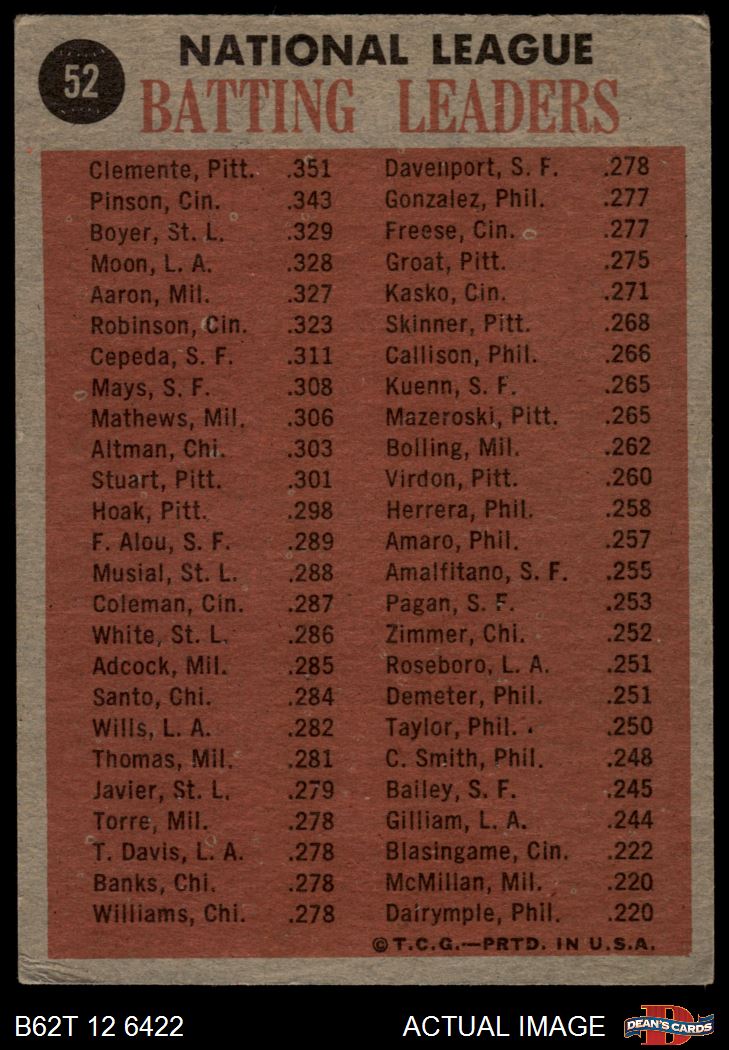 52
NATIONAL LEAGUE
BATTING LEADERS
Clemente, Pitt. .351
Pinson, Cin. .343
Boyer, St. L. .329
Moon, L. A. .328
Aaron, Mil. .327
Robinson, Cin. .323
Cepeda, S. F. .311
Mays, S. F. .308
Mathews, Mil. .306
Altman, Chi. .303
Stuart, Pitt. .301
Hoak, Pitt. .298
F. Alou, S. F. .289
Musial, St. L. .288
Coleman, Cin. .287
White, St. L. .286
Adcock, Mil. .285
Santo, Chi. .284
Wills, L. A. .282
Thomas, Mil. .281
Javier, St. L. .279
Torre, Mil. .278
T. Davis, L. A. .278
Banks, Chi. .278
Williams, Chi. .278
Davenport, S. F. .278
Gonzalez, Phil. .277
Freese, Cin. .277
Groat, Pitt. .275
Kasko, Cin. .271
Skinner, Pitt. .268
Callison, Phil. .266
Kuenn, S. F. .265
Mazeroski, Pitt. .265
Bolling, Mil. .262
Virdon, Pitt. .260
Herrera, Phil. .258
Amaro, Phil. .257
Amalfitano, S. F. .255
Pagan, S. F. .253
Zimmer, Chi. .252
Roseboro, L. A. .251
Demeter, Phil. .251
Taylor, Phil. .250
C. Smith, Phil. .248
Bailey, S. F. .245
Gilliam, L. A. .244
Blasingame, Cin. .222
McMillan, Mil. .220
Dairymple, Phil. .220
© T.C.G.—PRTD. IN U.S.A.
B62T 12 6422
ACTUAL IMAGE
D
DEAN'S CARDS